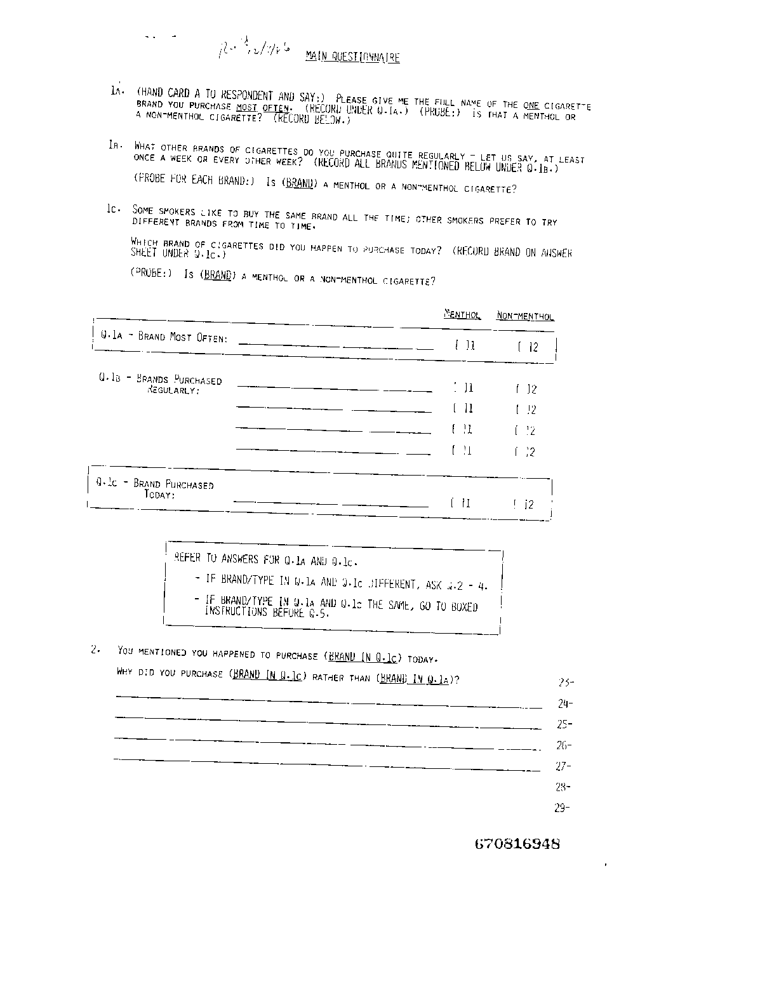 MAIN QUESTIONNAIRE
1A. (HAND CARD A TO RESPONDENT AND SAY:) PLEASE GIVE ME THE FULL NAME OF THE ONE CIGARETTE
BRAND YOU PURCHASE MOST OFTEN. (RECORD UNDER Q.1A.) (PROBE:) IS THAT A MENTHOL OR
A NON-MENTHOL CIGARETTE? (RECORD BELOW.)
1B. WHAT OTHER BRANDS OF CIGARETTES DO YOU PURCHASE QUITE REGULARLY - LET US SAY, AT LEAST
ONCE A WEEK OR EVERY OTHER WEEK? (RECORD ALL BRANDS MENTIONED BELOW UNDER Q.1B.)
(PROBE FOR EACH BRAND:) IS (BRAND) A MENTHOL OR A NON-MENTHOL CIGARETTE?
1C. SOME SMOKERS LIKE TO BUY THE SAME BRAND ALL THE TIME; OTHER SMOKERS PREFER TO TRY
DIFFERENT BRANDS FROM TIME TO TIME.
WHICH BRAND OF CIGARETTES DID YOU HAPPEN TO PURCHASE TODAY? (RECORD BRAND ON ANSWER
SHEET UNDER Q.1C.)
(PROBE:) IS (BRAND) A MENTHOL OR A NON-MENTHOL CIGARETTE?
MENTHOL NON-MENTHOL
Q.1A - BRAND MOST OFTEN: [ ]1 [ ]2
Q.1B - BRANDS PURCHASED [ ]1 [ ]2
REGULARLY:
[ ]1 [ ]2
[ ]1 [ ]2
[ ]1 [ ]2
Q.1C - BRAND PURCHASED
TODAY: [ ]1 [ ]2
REFER TO ANSWERS FOR Q.1A AND Q.1C.
- IF BRAND/TYPE IN Q.1A AND Q.1C DIFFERENT, ASK Q.2 - 4.
- IF BRAND/TYPE IN Q.1A AND Q.1C THE SAME, GO TO BOXED
INSTRUCTIONS BEFORE Q.5.
2. YOU MENTIONED YOU HAPPENED TO PURCHASE (BRAND IN Q.1C) TODAY.
WHY DID YOU PURCHASE (BRAND IN Q.1C) RATHER THAN (BRAND IN Q.1A)?
23-
24-
25-
26-
27-
28-
29-
670816948